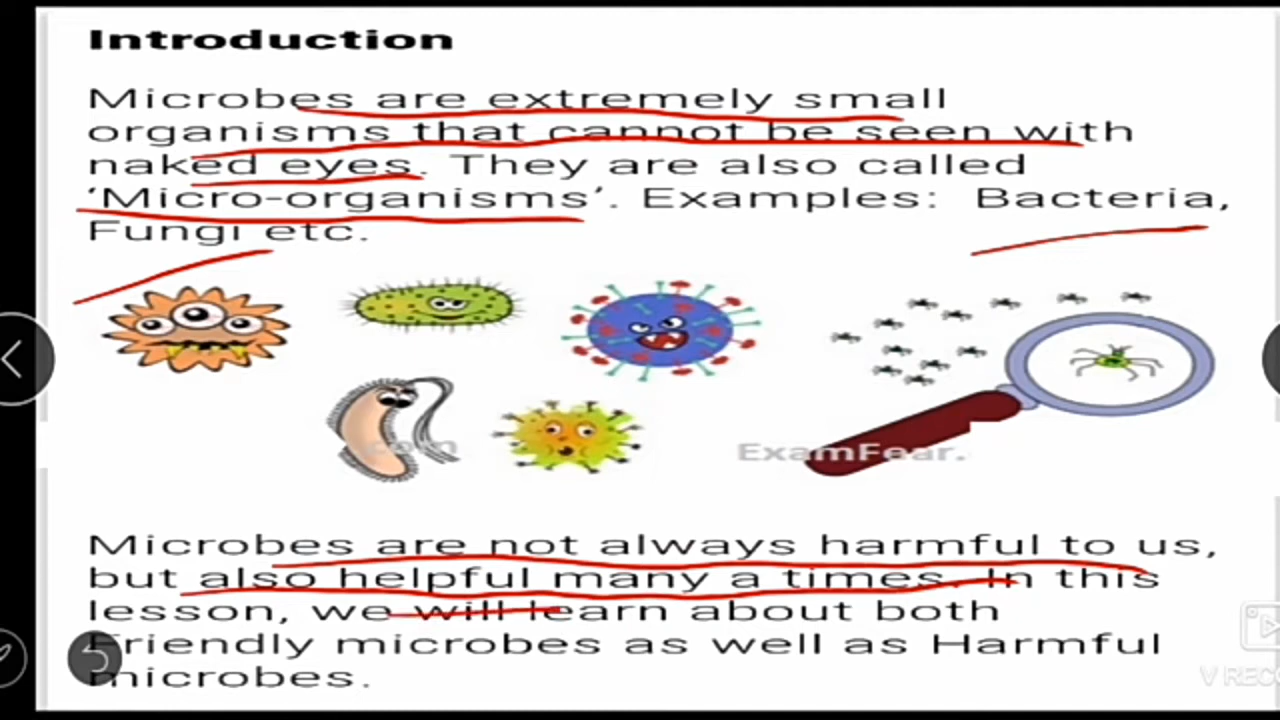 Introduction
Microbes are extremely small
organisms that cannot be seen with
naked eyes. They are also called
‘Micro-organisms’. Examples: Bacteria,
Fungi etc.
.com
ExamFear.
Microbes are not always harmful to us,
but also helpful many a times. In this
lesson, we will learn about both
Friendly microbes as well as Harmful
microbes.
V RECO